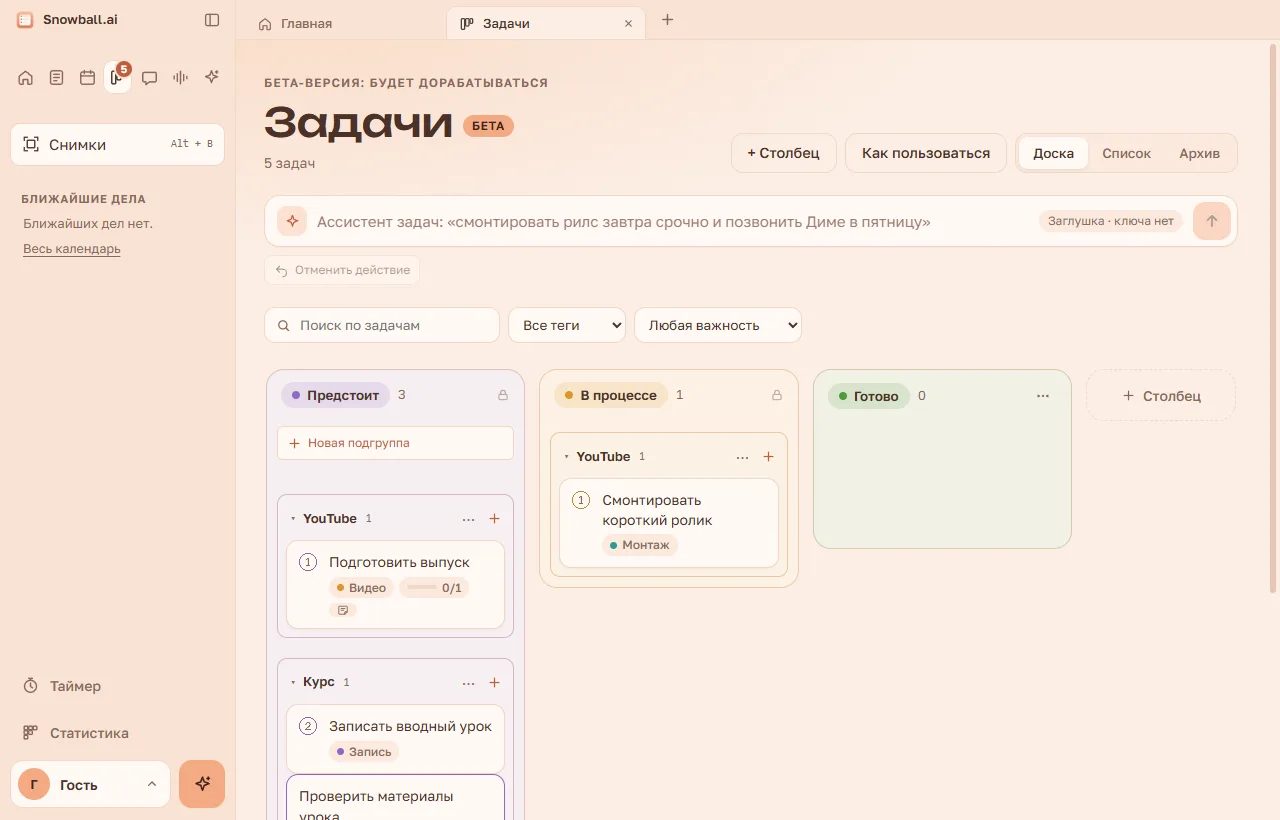 Snowball.ai
Главная
Задачи
5
Снимки
Alt + B
БЛИЖАЙШИЕ ДЕЛА
Ближайших дел нет.
Весь календарь
Таймер
Статистика
Г
Гость
БЕТА-ВЕРСИЯ: БУДЕТ ДОРАБАТЫВАТЬСЯ
Задачи
БЕТА
5 задач
+ Столбец
Как пользоваться
Доска
Список
Архив
Ассистент задач: «смонтировать рилс завтра срочно и позвонить Диме в пятницу»
Заглушка · ключа нет
Отменить действие
Поиск по задачам
Все теги
Любая важность
Предстоит
3
Новая подгруппа
YouTube
1
1
Подготовить выпуск
Видео
0/1
Курс
1
2
Записать вводный урок
Запись
Проверить материалы
урока
В процессе
1
YouTube
1
1
Смонтировать
короткий ролик
Монтаж
Готово
0
Столбец